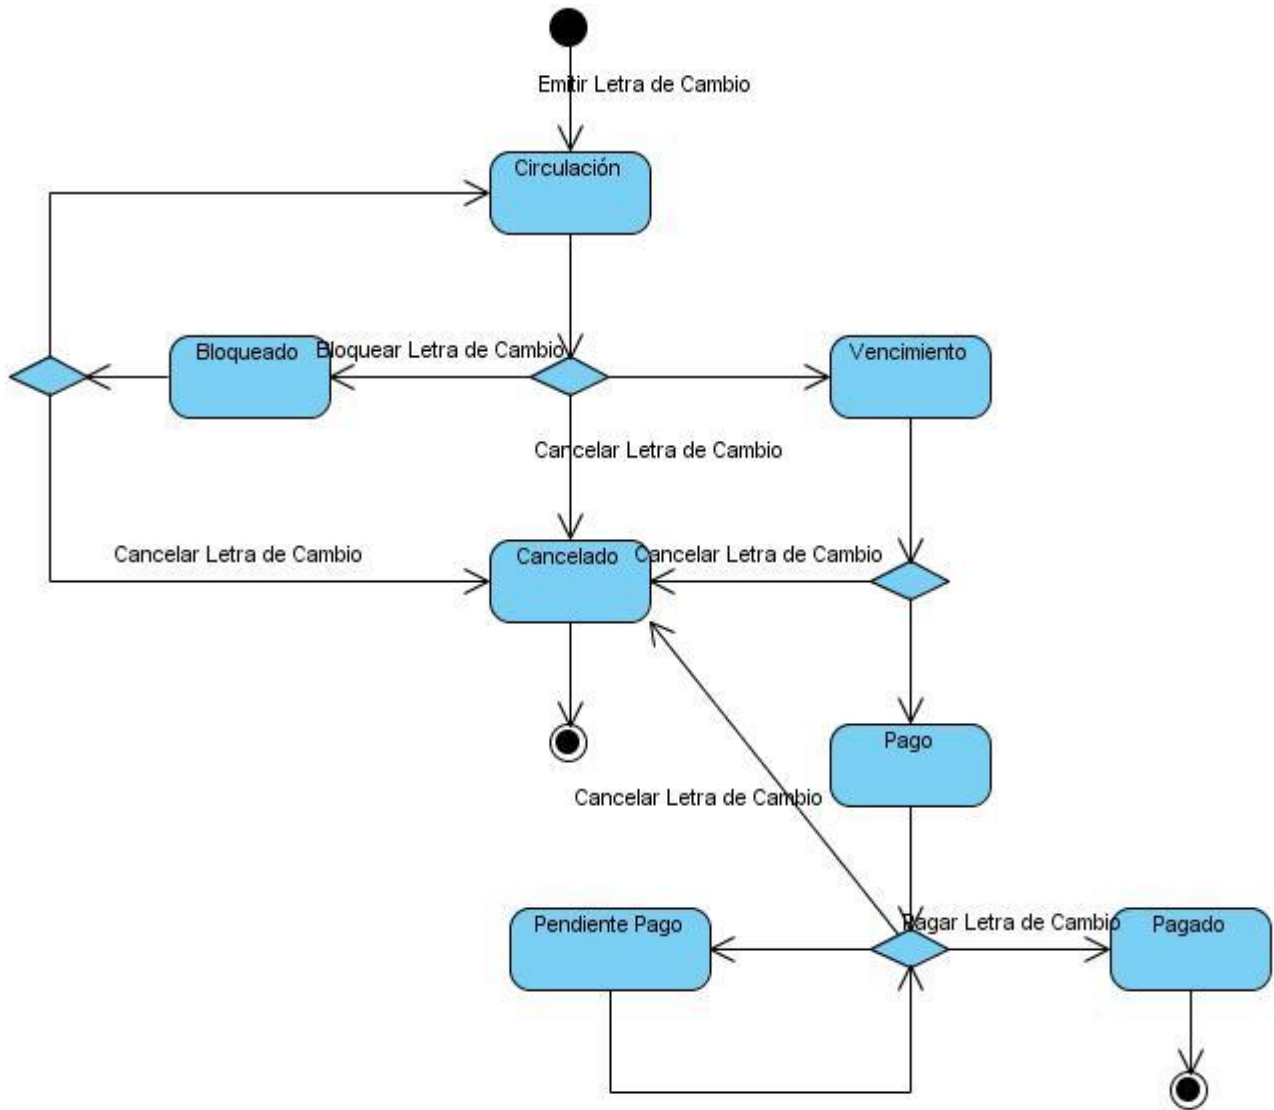 Emitir Letra de Cambio
Circulación
Bloqueado
Bloquear Letra de Cambio
Vencimiento
Cancelar Letra de Cambio
Cancelar Letra de Cambio
Cancelado
Cancelar Letra de Cambio
Pago
Cancelar Letra de Cambio
Pendiente Pago
Pagar Letra de Cambio
Pagado